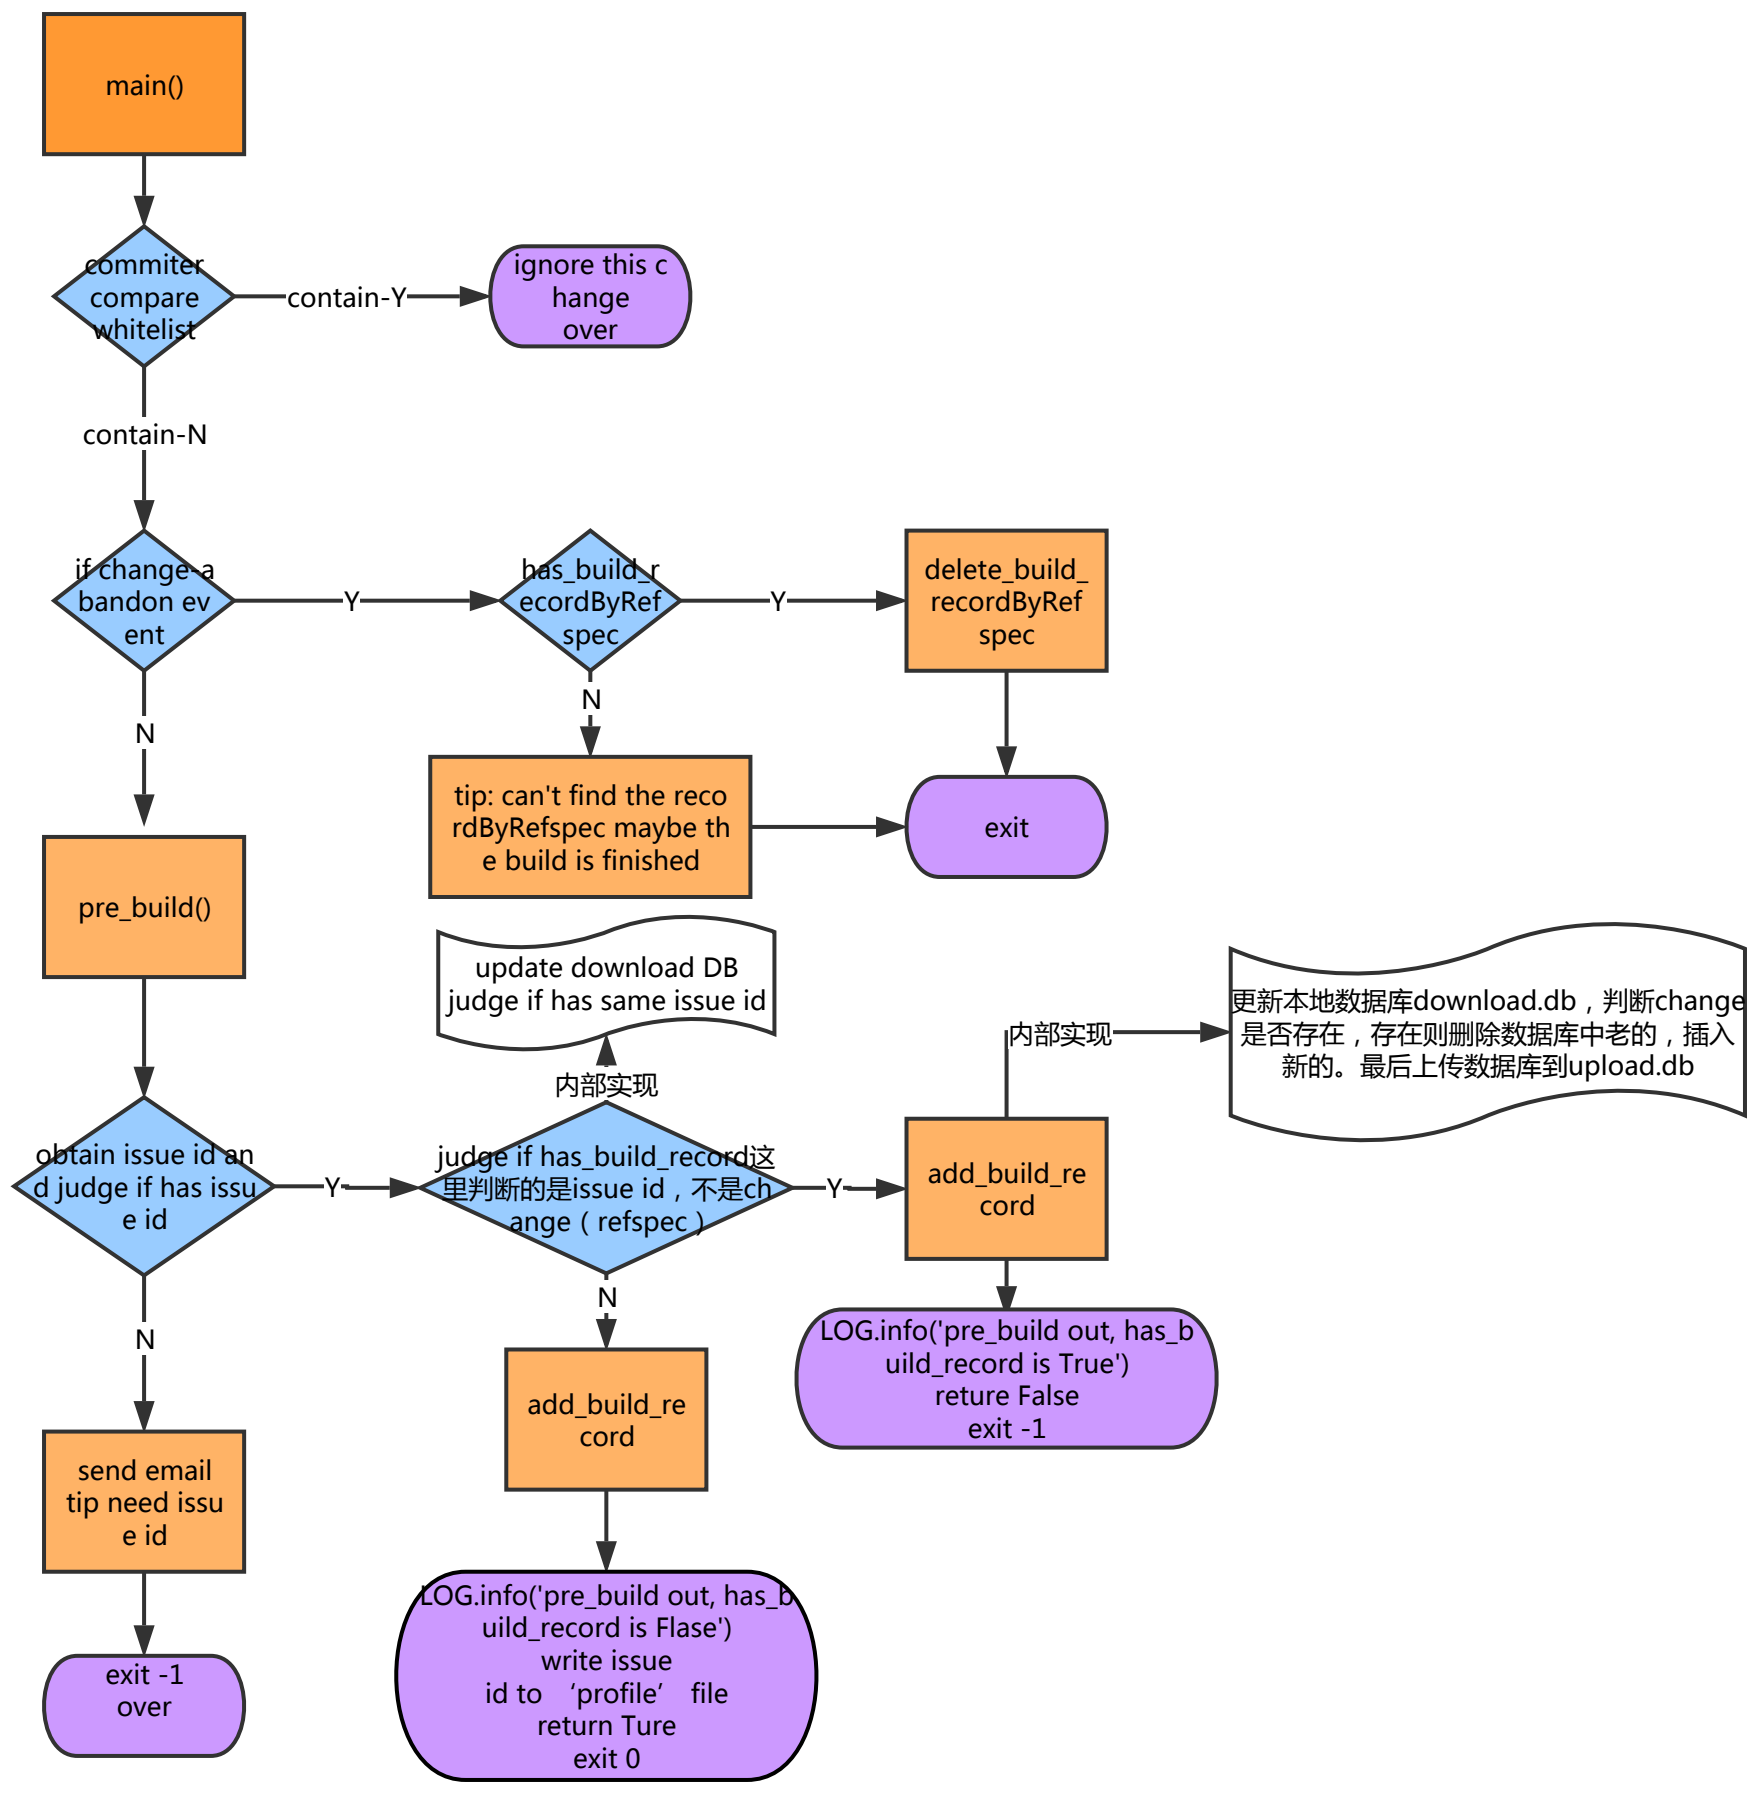 main()
commiter
compare
whitelist
contain-Y
ignore this c
hange
over
contain-N
if change-a
bandon ev
ent
Y
has_build_r
ecordByRef
spec
Y
delete_build_
recordByRef
spec
N
N
tip: can't find the reco
rdByRefspec maybe th
e build is finished
exit
pre_build()
update download DB
judge if has same issue id
内部实现
内部实现
更新本地数据库download.db，判断change
是否存在，存在则删除数据库中老的，插入
新的。最后上传数据库到upload.db
obtain issue id an
d judge if has issu
e id
Y
judge if has_build_record这
里判断的是issue id，不是ch
ange（refspec）
Y
add_build_re
cord
N
N
LOG.info('pre_build out, has_b
uild_record is True')
reture False
exit -1
add_build_re
cord
send email
tip need issu
e id
LOG.info('pre_build out, has_b
uild_record is Flase')
write issue
id to ‘profile’ file
return Ture
exit 0
exit -1
over